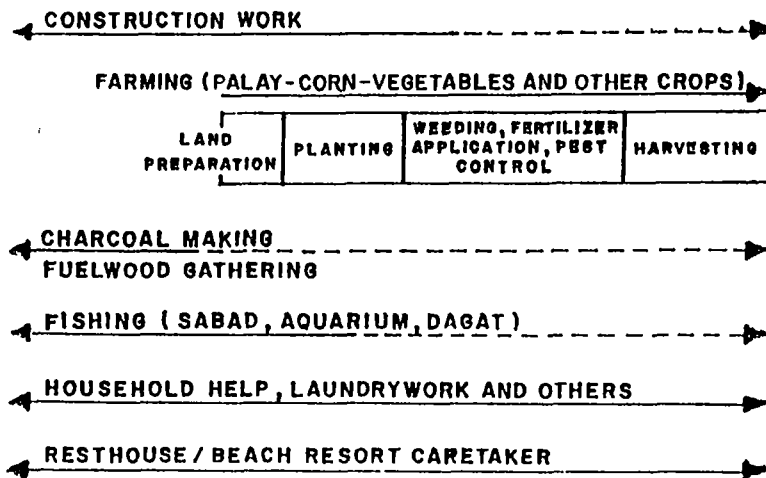 CONSTRUCTION WORK
FARMING (PALAY-CORN-VEGETABLES AND OTHER CROPS)
LAND
PREPARATION
PLANTING
WEEDING, FERTILIZER
APPLICATION, PEST
CONTROL
HARVESTING
CHARCOAL MAKING
FUELWOOD GATHERING
FISHING (SABAD, AQUARIUM, DAGAT)
HOUSEHOLD HELP, LAUNDRYWORK AND OTHERS
RESTHOUSE/BEACH RESORT CARETAKER